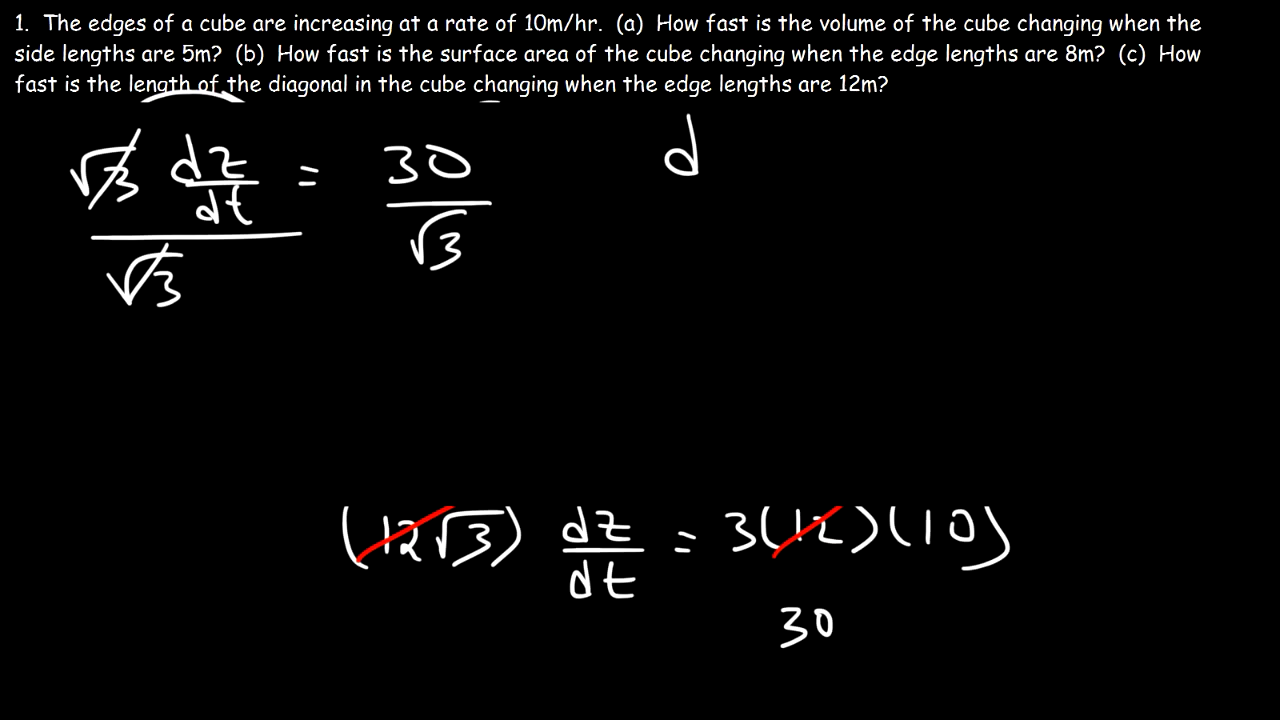 1. The edges of a cube are increasing at a rate of 10m/hr. (a) How fast is the volume of the cube changing when the
side lengths are 5m? (b) How fast is the surface area of the cube changing when the edge lengths are 8m? (c) How
fast is the length of the diagonal in the cube changing when the edge lengths are 12m?
√3 dz/dt / √3 = 30/√3
d
(12√3) dz/dt = 3(12)(10)
30